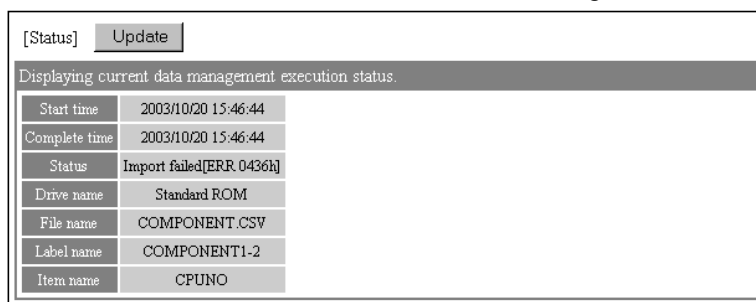 [Status] Update
Displaying current data management execution status.
Start time 2003/10/20 15:46:44
Complete time 2003/10/20 15:46:44
Status Import failed[ERR 0436h]
Drive name Standard ROM
File name COMPONENT.CSV
Label name COMPONENT1-2
Item name CPUNO